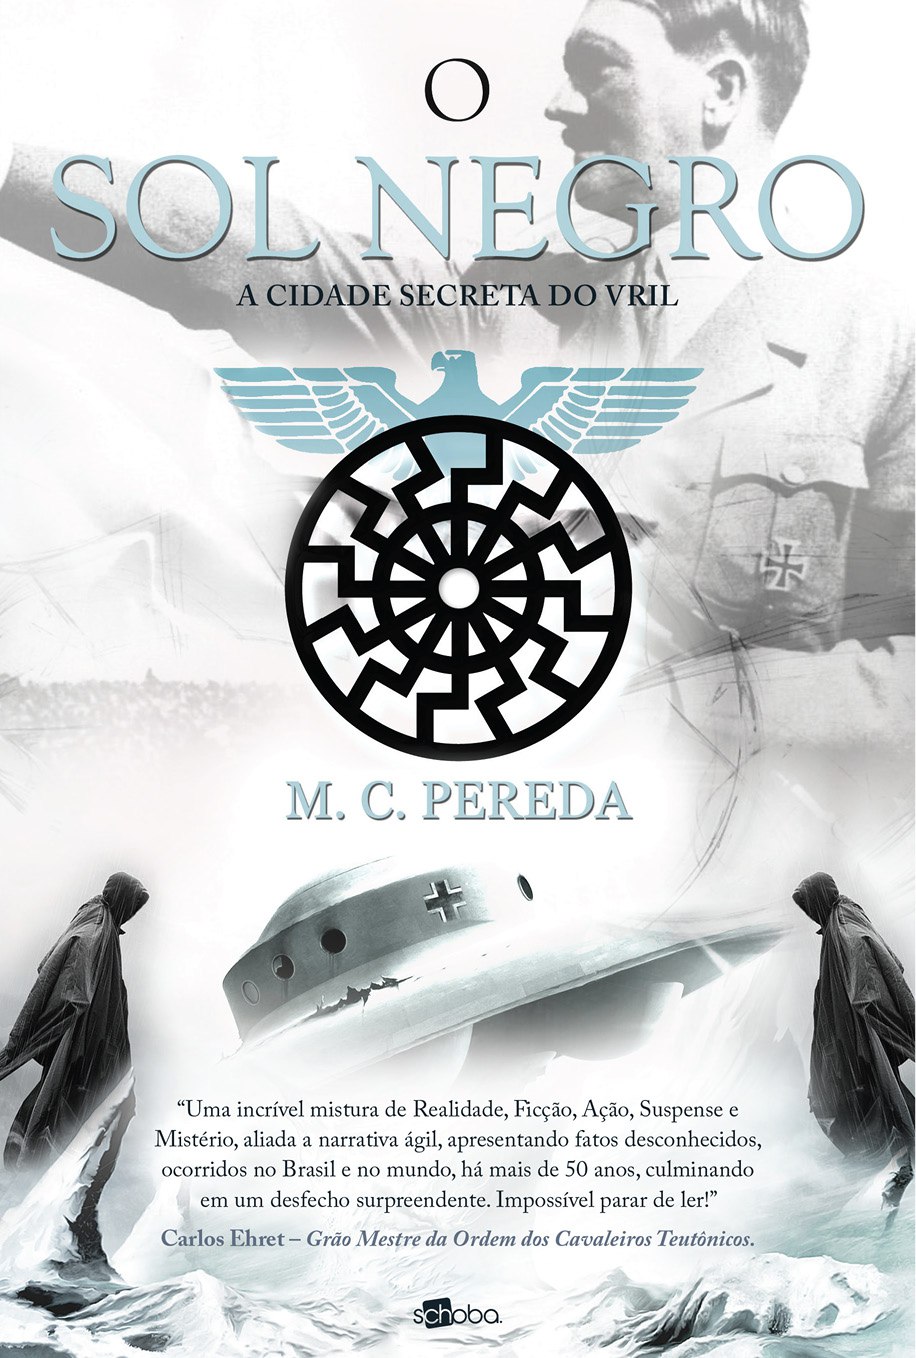 O
SOL NEGRO
A CIDADE SECRETA DO VRIL
M. C. PEREDA
“Uma incrível mistura de Realidade, Ficção, Ação, Suspense e
Mistério, aliada a narrativa ágil, apresentando fatos desconhecidos,
ocorridos no Brasil e no mundo, há mais de 50 anos, culminando
em um desfecho surpreendente. Impossível parar de ler!”
Carlos Ehret – Grão Mestre da Ordem dos Cavaleiros Teutônicos.
schoba.